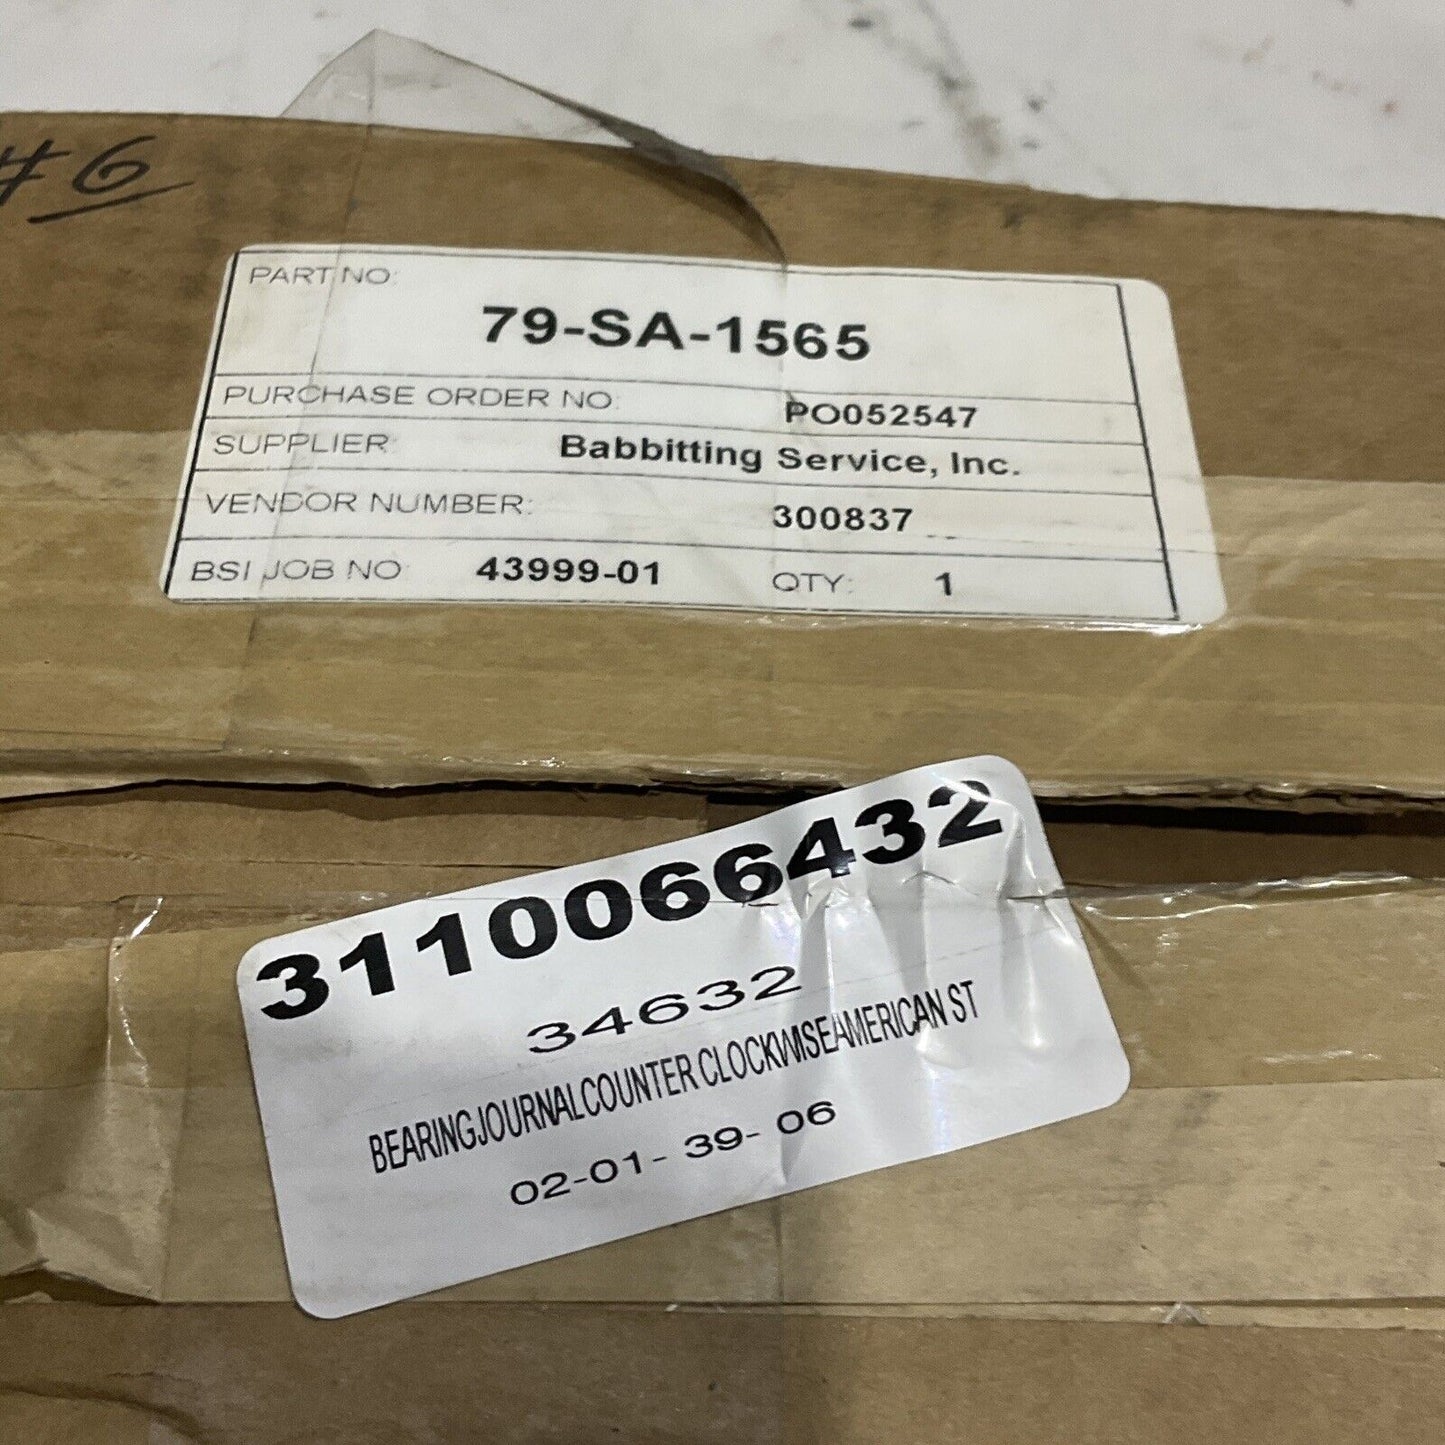 #6
PART NO:
79-SA-1565
PURCHASE ORDER NO: PO052547
SUPPLIER: Babbitting Service, Inc.
VENDOR NUMBER: 300837
BSI JOB NO: 43999-01 QTY: 1
3110066432
34632
BEARINGJOURNALCOUNTER CLOCKWISEAMERICAN ST
02-01- 39- 06